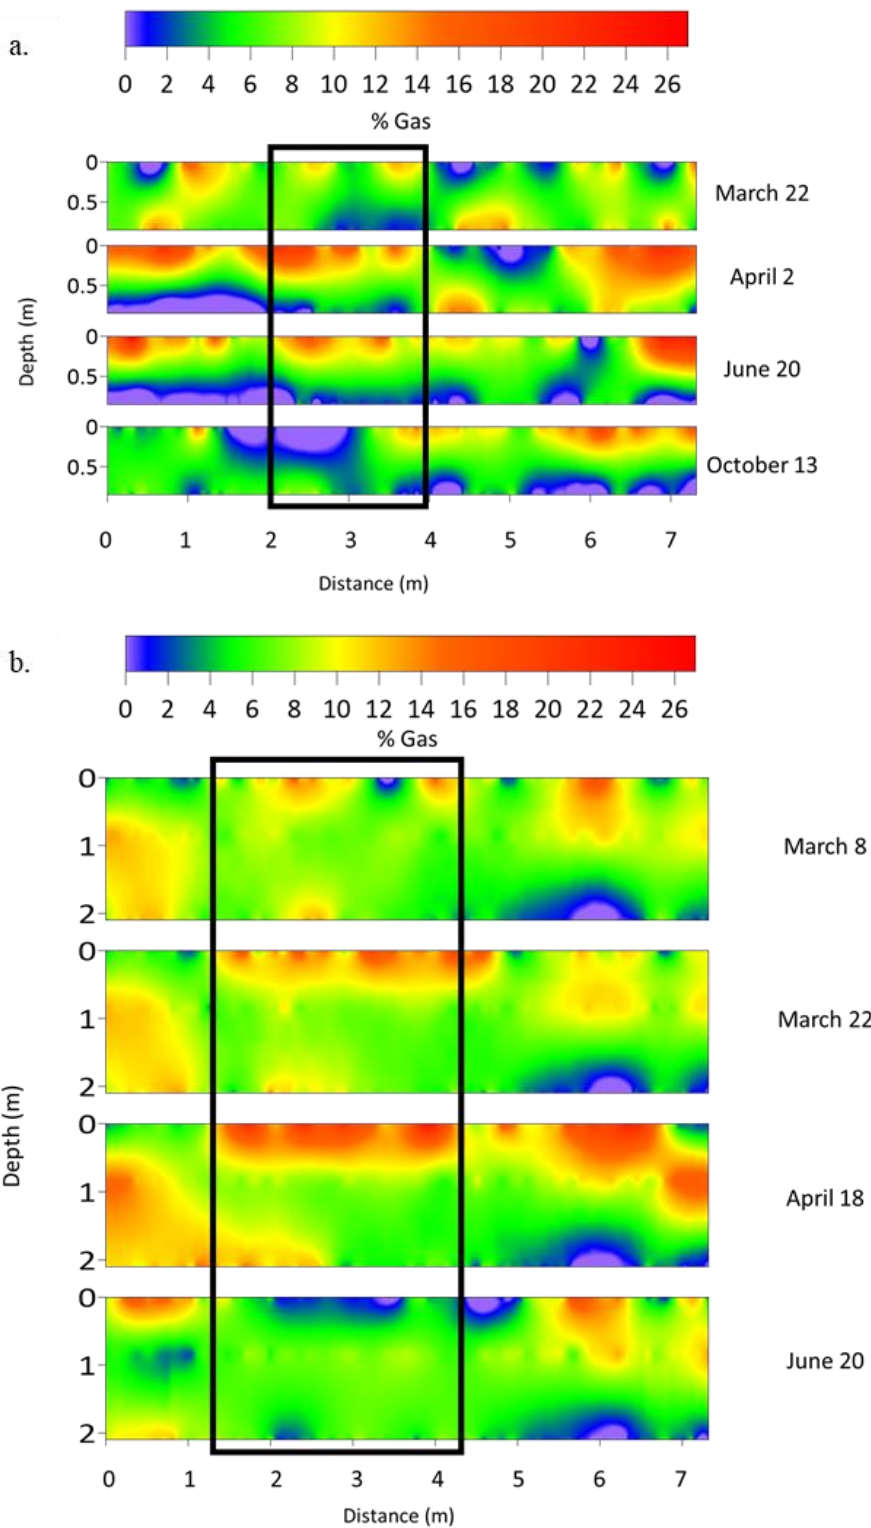 a.
0 2 4 6 8 10 12 14 16 18 20 22 24 26
% Gas
0
0.5
March 22
0
0.5
April 2
0
0.5
June 20
0
0.5
October 13
Depth (m)
0 1 2 3 4 5 6 7
Distance (m)
b.
0 2 4 6 8 10 12 14 16 18 20 22 24 26
% Gas
0
1
2
March 8
0
1
2
March 22
0
1
2
April 18
0
1
2
June 20
Depth (m)
0 1 2 3 4 5 6 7
Distance (m)